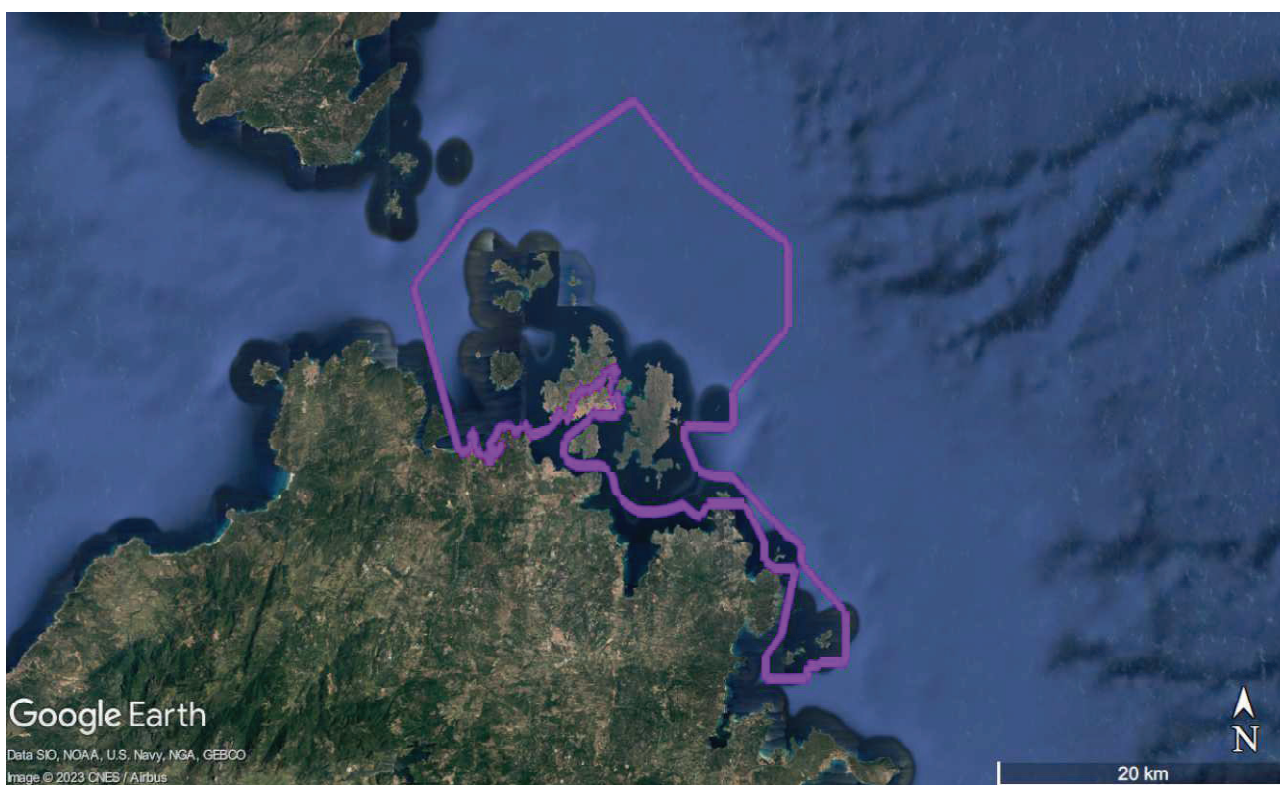 Google Earth
Data SIO, NOAA, U.S. Navy, NGA, GEBCO
Image © 2023 CNES / Airbus
N
20 km